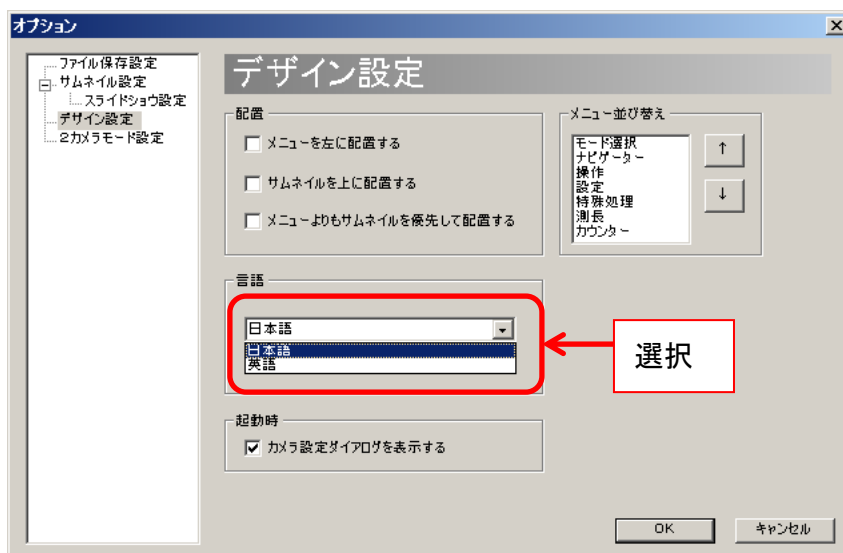 オプション
ファイル保存設定
サムネイル設定
スライドショウ設定
デザイン設定
2カメラモード設定
デザイン設定
配置
メニューを左に配置する
サムネイルを上に配置する
メニューよりもサムネイルを優先して配置する
メニュー並び替え
モード選択
ナビゲーター
操作
設定
特殊処理
測長
カウンター
↑
↓
言語
日本語
日本語
英語
選択
起動時
カメラ設定ダイアログを表示する
OK
キャンセル